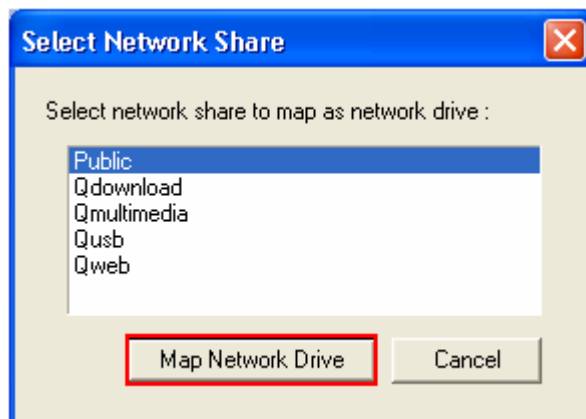 Select Network Share
Select network share to map as network drive :
Public
Qdownload
Qmultimedia
Qusb
Qweb
Map Network Drive
Cancel